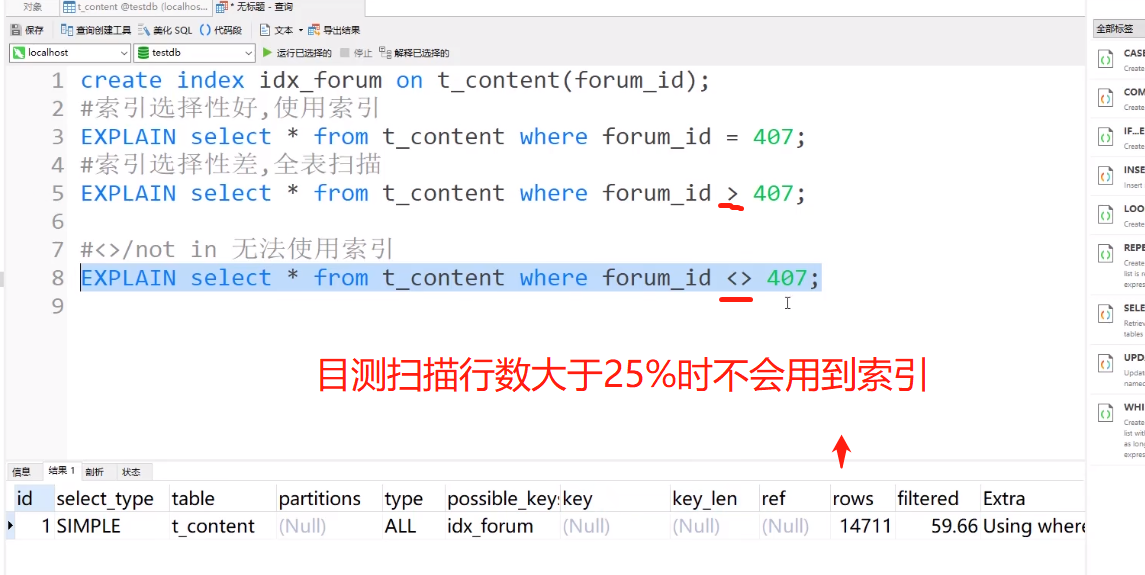 对象
t_content @testdb (localhos...
* 无标题 - 查询
保存
查询创建工具
美化 SQL
() 代码段
文本
导出结果
localhost
testdb
运行已选择的
停止
解释已选择的
1 create index idx_forum on t_content(forum_id);
2 #索引选择性好,使用索引
3 EXPLAIN select * from t_content where forum_id = 407;
4 #索引选择性差,全表扫描
5 EXPLAIN select * from t_content where forum_id > 407;
6
7 #<>/not in 无法使用索引
8 EXPLAIN select * from t_content where forum_id <> 407;
9
目测扫描行数大于25%时不会用到索引
信息 结果 1 剖析 状态
id select_type table partitions type possible_keys key key_len ref rows filtered Extra
1 SIMPLE t_content (Null) ALL idx_forum (Null) (Null) (Null) 14711 59.66 Using where
全部标签
CASE
Create
COM
Create
IF...E
Create
INSE
Insert
LOO
Create
REPE
Create
list is n
expres
SELE
Retriev
tables
UPD
Update
named
WHI
Create
list wit
as long
expres